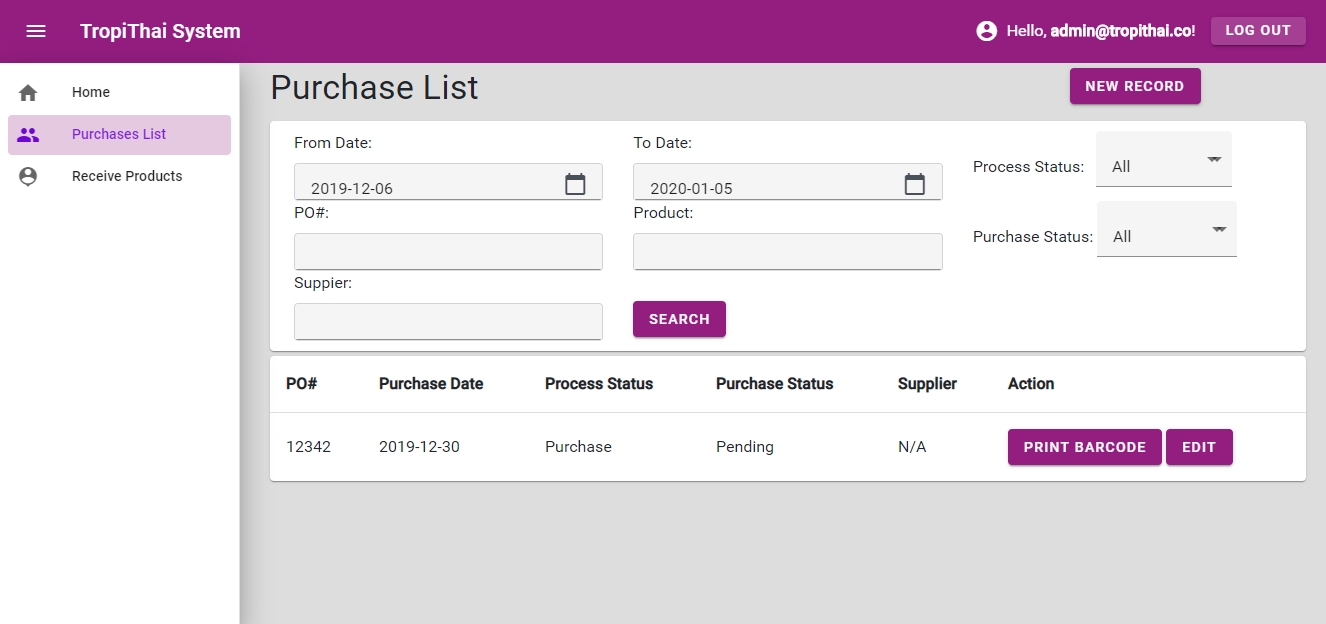 TropiThai System
Hello, admin@tropithai.co!
LOG OUT
Home
Purchases List
Receive Products
Purchase List
NEW RECORD
From Date:
To Date:
Process Status:
All
2019-12-06
2020-01-05
PO#:
Product:
Purchase Status:
All
Suppier:
SEARCH
PO# Purchase Date Process Status Purchase Status Supplier Action
12342 2019-12-30 Purchase Pending N/A PRINT BARCODE EDIT